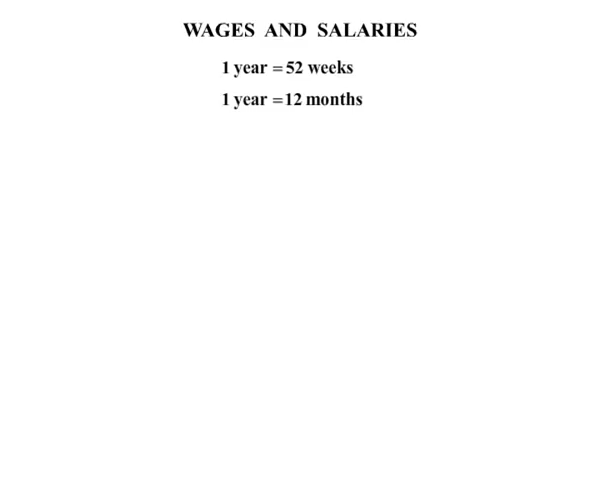 WAGES AND SALARIES
1 year = 52 weeks
1 year =12 months